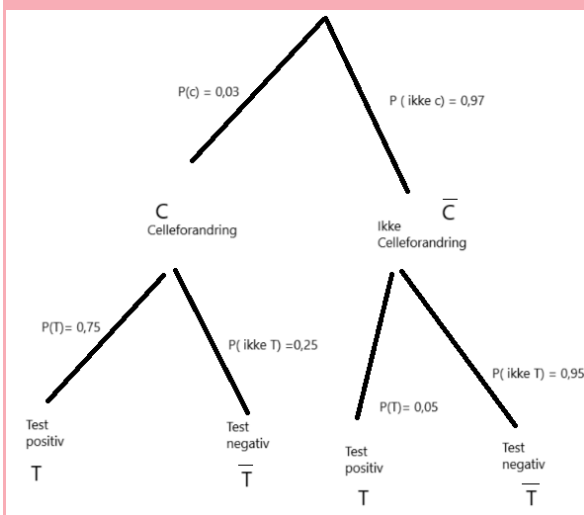 P(c) = 0,03
P ( ikke c) = 0,97
C
Celleforandring
C̅
Ikke
Celleforandring
P(T)= 0,75
P( ikke T) =0,25
P(T)= 0,05
P( ikke T) = 0,95
Test
positiv
T
Test
negativ
T̅
Test
positiv
T
Test
negativ
T̅